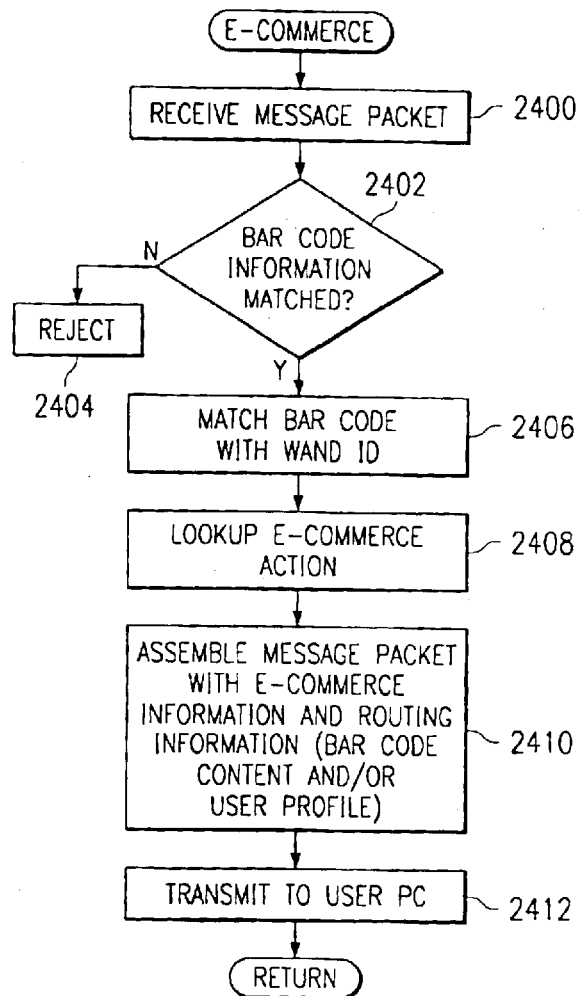 E-COMMERCE
RECEIVE MESSAGE PACKET
2400
2402
BAR CODE
INFORMATION
MATCHED?
N
REJECT
2404
Y
MATCH BAR CODE
WITH WAND ID
2406
LOOKUP E-COMMERCE
ACTION
2408
ASSEMBLE MESSAGE PACKET
WITH E-COMMERCE
INFORMATION AND ROUTING
INFORMATION (BAR CODE
CONTENT AND/OR
USER PROFILE)
2410
TRANSMIT TO USER PC
2412
RETURN